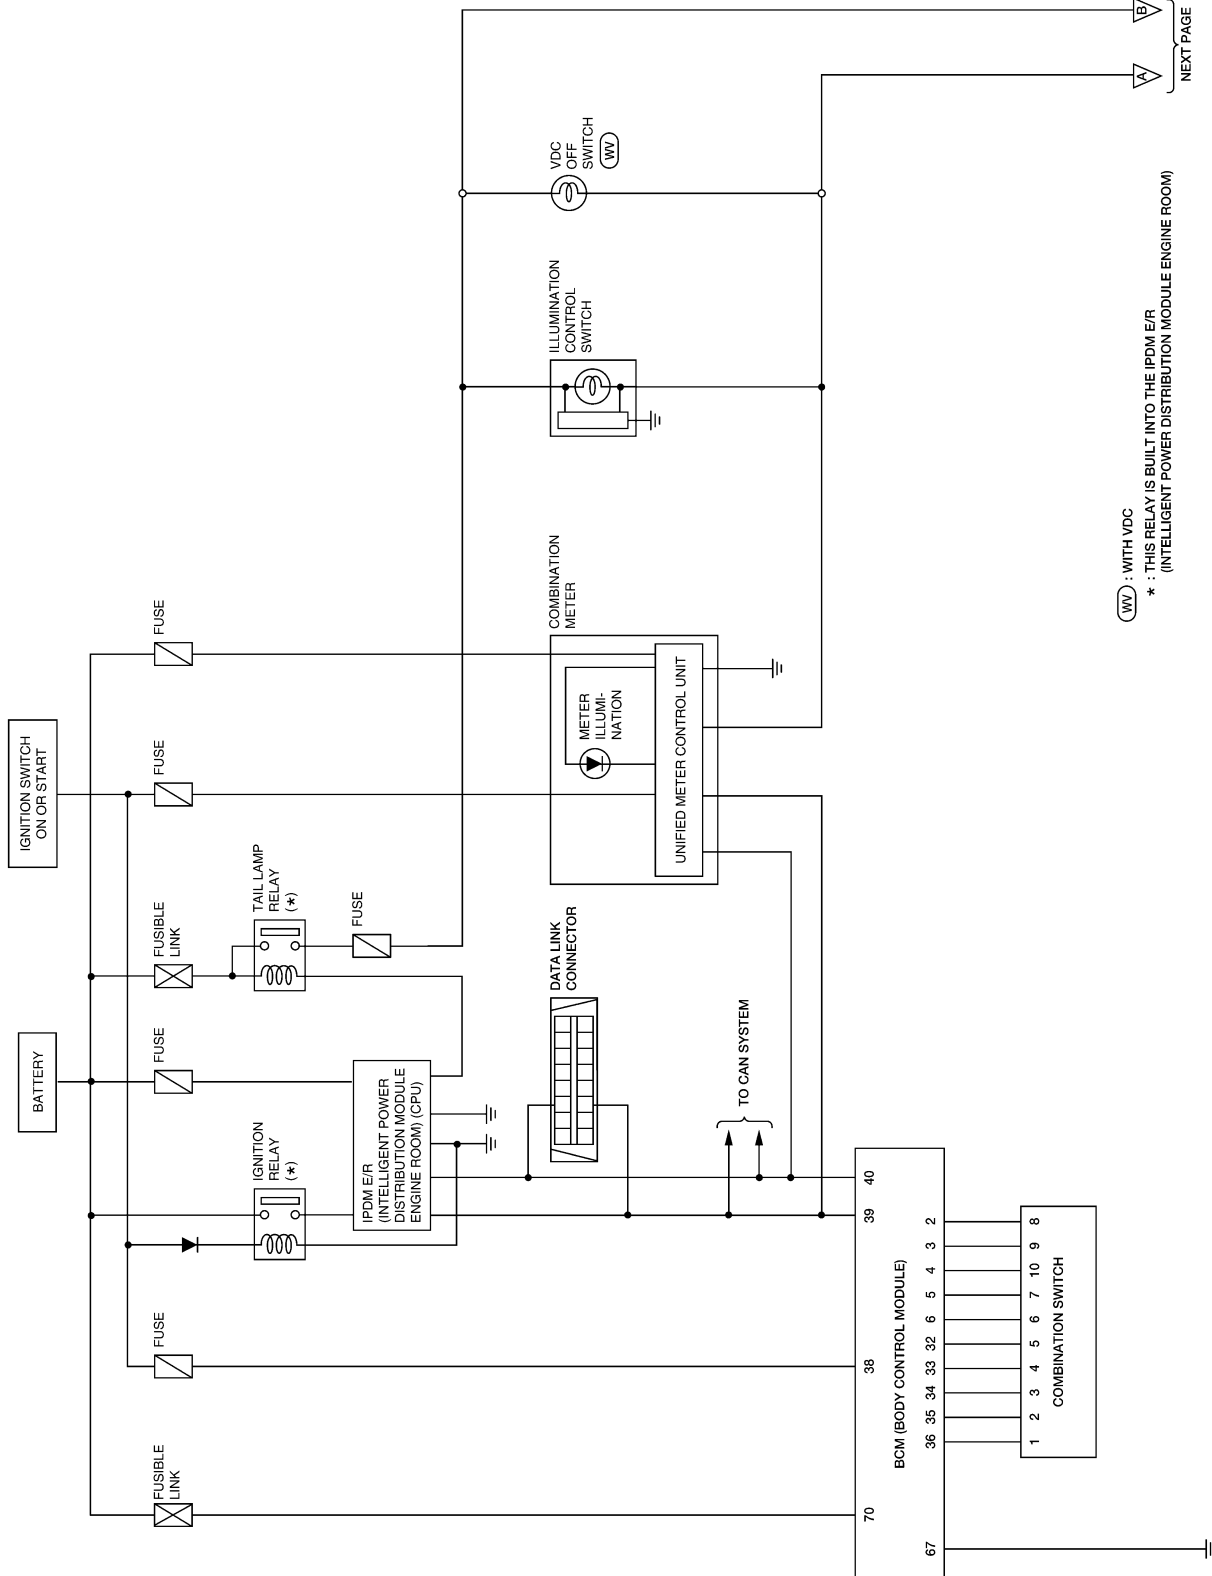 BATTERY
IGNITION SWITCH
ON OR START
FUSIBLE
LINK
FUSE
IGNITION
RELAY
(*)
FUSE
FUSIBLE
LINK
TAIL LAMP
RELAY
(*)
FUSE
FUSE
FUSE
IPDM E/R
(INTELLIGENT POWER
DISTRIBUTION MODULE
ENGINE ROOM) (CPU)
DATA LINK
CONNECTOR
COMBINATION
METER
METER
ILLUMI-
NATION
UNIFIED METER CONTROL UNIT
ILLUMINATION
CONTROL
SWITCH
VDC
OFF
SWITCH
WV
TO CAN SYSTEM
70
38
39
40
BCM (BODY CONTROL MODULE)
67
36
35
34
33
32
6
5
4
3
2
1
2
3
4
5
6
7
10
9
8
COMBINATION SWITCH
A
B
NEXT PAGE
WV : WITH VDC
* : THIS RELAY IS BUILT INTO THE IPDM E/R
(INTELLIGENT POWER DISTRIBUTION MODULE ENGINE ROOM)